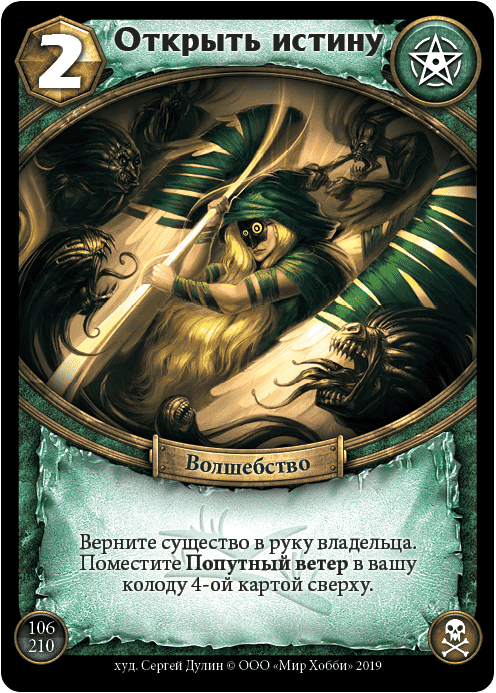 2
Открыть истину
Волшебство
Верните существо в руку владельца.
Поместите Попутный ветер в вашу
колоду 4-ой картой сверху.
106
210
худ. Сергей Дулин © ООО «Мир Хобби» 2019